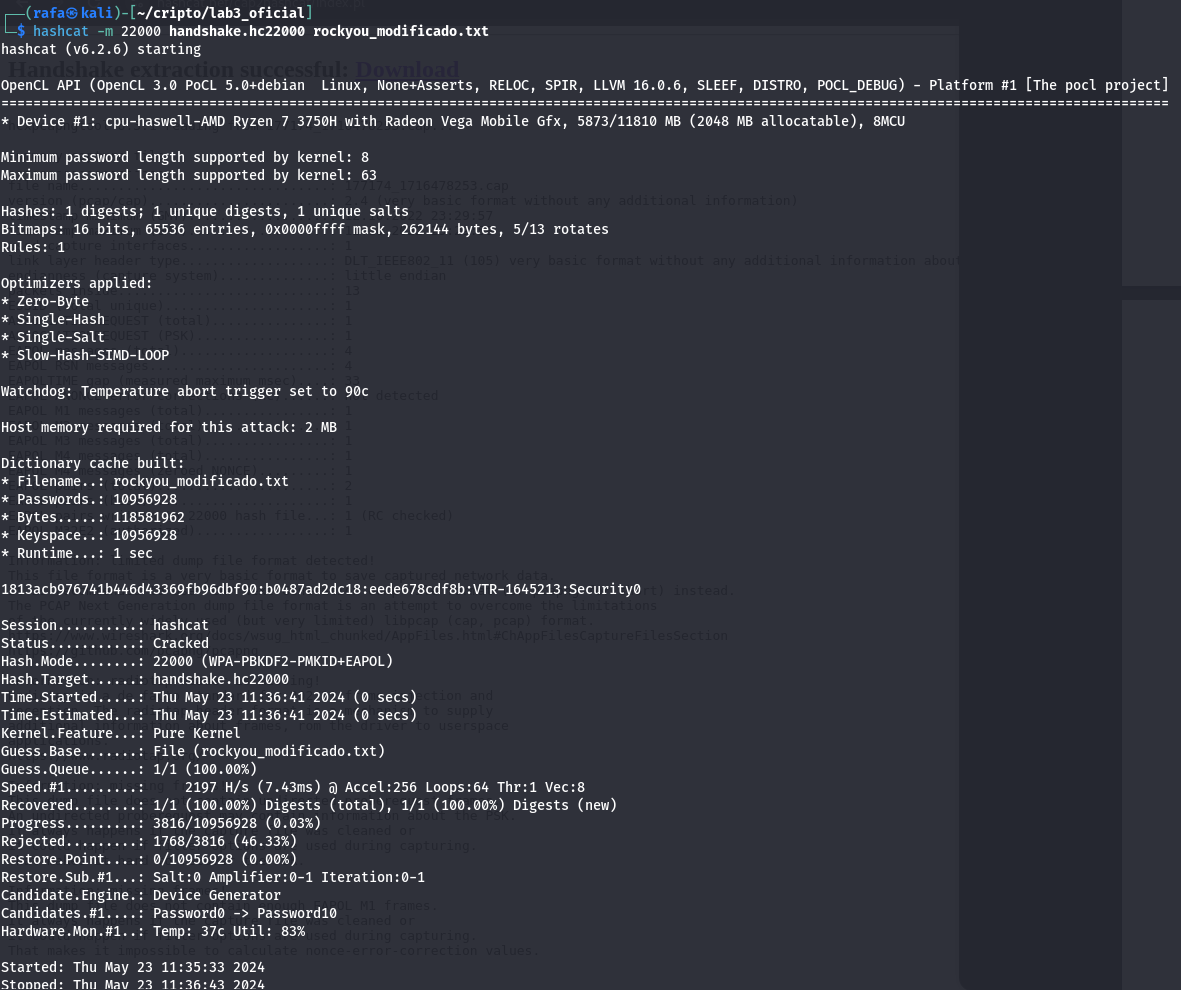 ┌──(rafa㉿kali)-[~/cripto/lab3_oficial]
└─$ hashcat -m 22000 handshake.hc22000 rockyou_modificado.txt
hashcat (v6.2.6) starting
Handshake extraction successful: Download
OpenCL API (OpenCL 3.0 PoCL 5.0+debian  Linux, None+Asserts, RELOC, SPIR, LLVM 16.0.6, SLEEF, DISTRO, POCL_DEBUG) - Platform #1 [The pocl project]
==================================================================================================================================================
* Device #1: cpu-haswell-AMD Ryzen 7 3750H with Radeon Vega Mobile Gfx, 5873/11810 MB (2048 MB allocatable), 8MCU
Minimum password length supported by kernel: 8
Maximum password length supported by kernel: 63
Hashes: 1 digests; 1 unique digests, 1 unique salts
Bitmaps: 16 bits, 65536 entries, 0x0000ffff mask, 262144 bytes, 5/13 rotates
Rules: 1
Optimizers applied:
* Zero-Byte
* Single-Hash
* Single-Salt
* Slow-Hash-SIMD-LOOP
Watchdog: Temperature abort trigger set to 90c
Host memory required for this attack: 2 MB
Dictionary cache built:
* Filename..: rockyou_modificado.txt
* Passwords.: 10956928
* Bytes.....: 118581962
* Keyspace..: 10956928
* Runtime...: 1 sec
1813acb976741b446d43369fb96dbf90:b0487ad2dc18:eede678cdf8b:VTR-1645213:Security0
Session..........: hashcat
Status...........: Cracked
Hash.Mode........: 22000 (WPA-PBKDF2-PMKID+EAPOL)
Hash.Target......: handshake.hc22000
Time.Started.....: Thu May 23 11:36:41 2024 (0 secs)
Time.Estimated...: Thu May 23 11:36:41 2024 (0 secs)
Kernel.Feature...: Pure Kernel
Guess.Base.......: File (rockyou_modificado.txt)
Guess.Queue......: 1/1 (100.00%)
Speed.#1.........:     2197 H/s (7.43ms) @ Accel:256 Loops:64 Thr:1 Vec:8
Recovered........: 1/1 (100.00%) Digests (total), 1/1 (100.00%) Digests (new)
Progress.........: 3816/10956928 (0.03%)
Rejected.........: 1768/3816 (46.33%)
Restore.Point....: 0/10956928 (0.00%)
Restore.Sub.#1...: Salt:0 Amplifier:0-1 Iteration:0-1
Candidate.Engine.: Device Generator
Candidates.#1....: Password0 -> Password10
Hardware.Mon.#1..: Temp: 37c Util: 83%
Started: Thu May 23 11:35:33 2024
Stopped: Thu May 23 11:36:43 2024